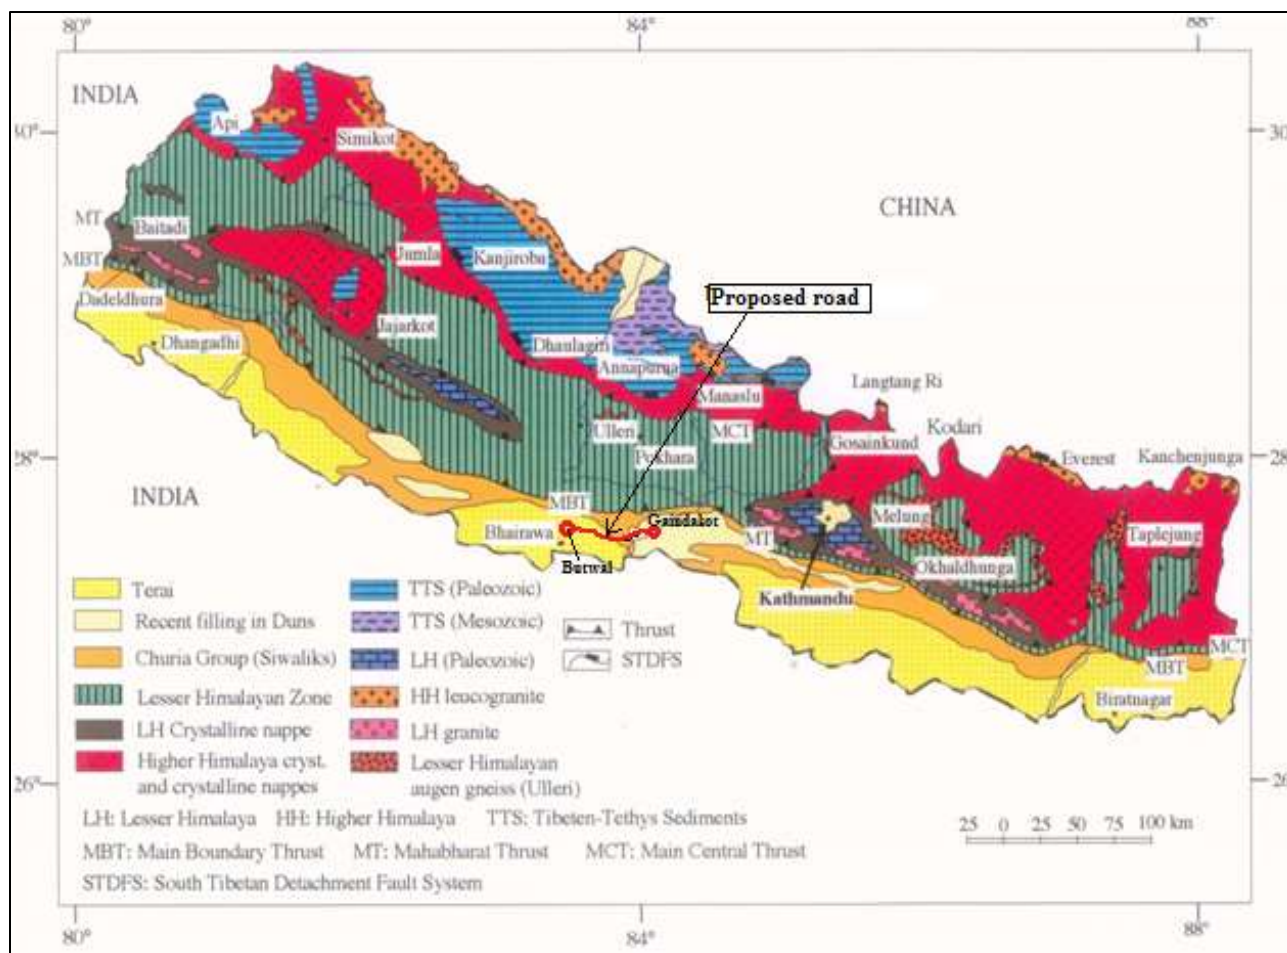 80° 84° 88°
INDIA
Api
30° 30
Simikot
CHINA
MT
Baitadi
MBT
Jumla
Kanjiroba
Dadeldhura
Proposed road
Jajarkot
Dhangadhi
Dhaulagiri
Annapurna
Langtang Ri
Manaslu
Kodari
Ulleri
MCT
Gosainkund
Pokhara
28° 28
Everest
Kanchenjunga
INDIA
MBT
Bhairawa
Gaindakot
MT
Melung
Taplejung
Butwal
Okhaldhunga
Kathmandu
MCT
MBT
Biratnagar
Terai
Recent filling in Duns
Churia Group (Siwaliks)
Lesser Himalayan Zone
LH Crystalline nappe
Higher Himalaya cryst.
and crystalline nappes
TTS (Paleozoic)
TTS (Mesozoic)
LH (Paleozoic)
HH leucogranite
LH granite
Lesser Himalayan
augen gneiss (Ulleri)
Thrust
STDFS
26° 26
LH: Lesser Himalaya HH: Higher Himalaya TTS: Tibeten-Tethys Sediments
MBT: Main Boundary Thrust MT: Mahabharat Thrust MCT: Main Central Thrust
STDFS: South Tibetan Detachment Fault System
25 0 25 50 75 100 km
80° 84° 88°